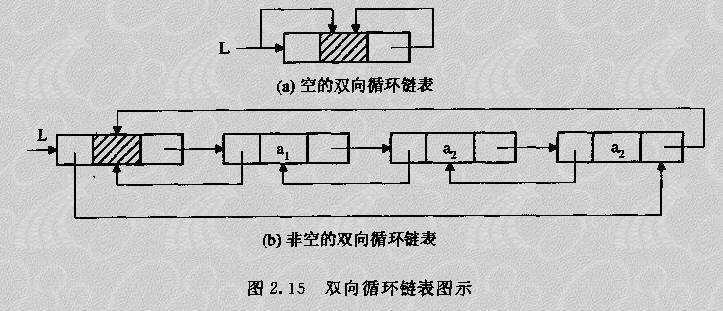 L
(a) 空的双向循环链表
L
a1 a2 a2
(b) 非空的双向循环链表
图 2.15 双向循环链表图示